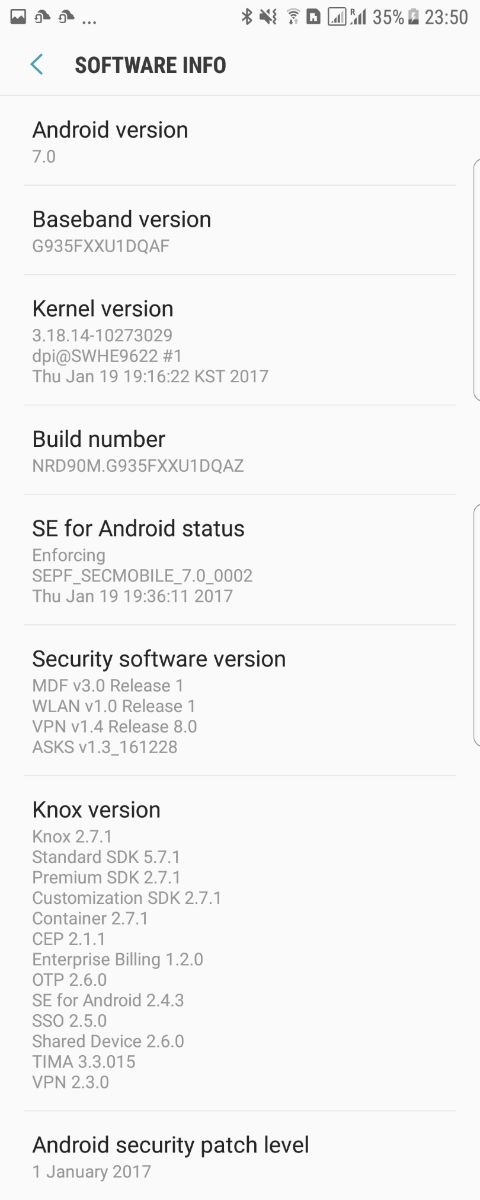 ... 35% 23:50
SOFTWARE INFO
Android version
7.0
Baseband version
G935FXXU1DQAF
Kernel version
3.18.14-10273029
dpi@SWHE9622 #1
Thu Jan 19 19:16:22 KST 2017
Build number
NRD90M.G935FXXU1DQAZ
SE for Android status
Enforcing
SEPF_SECMOBILE_7.0_0002
Thu Jan 19 19:36:11 2017
Security software version
MDF v3.0 Release 1
WLAN v1.0 Release 1
VPN v1.4 Release 8.0
ASKS v1.3_161228
Knox version
Knox 2.7.1
Standard SDK 5.7.1
Premium SDK 2.7.1
Customization SDK 2.7.1
Container 2.7.1
CEP 2.1.1
Enterprise Billing 1.2.0
OTP 2.6.0
SE for Android 2.4.3
SSO 2.5.0
Shared Device 2.6.0
TIMA 3.3.015
VPN 2.3.0
Android security patch level
1 January 2017